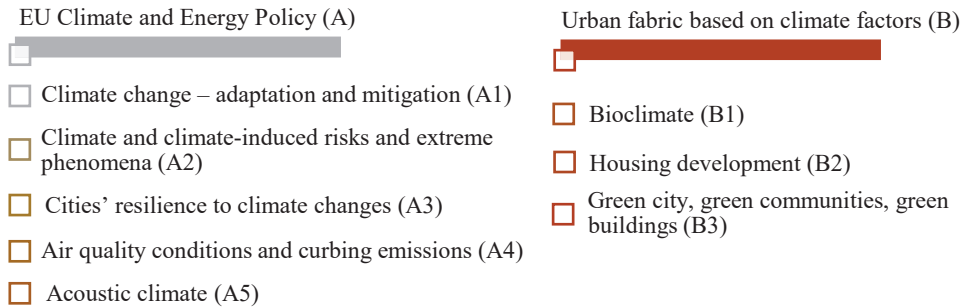 EU Climate and Energy Policy (A)
Climate change – adaptation and mitigation (A1)
Climate and climate-induced risks and extreme
phenomena (A2)
Cities’ resilience to climate changes (A3)
Air quality conditions and curbing emissions (A4)
Acoustic climate (A5)
Urban fabric based on climate factors (B)
Bioclimate (B1)
Housing development (B2)
Green city, green communities, green
buildings (B3)